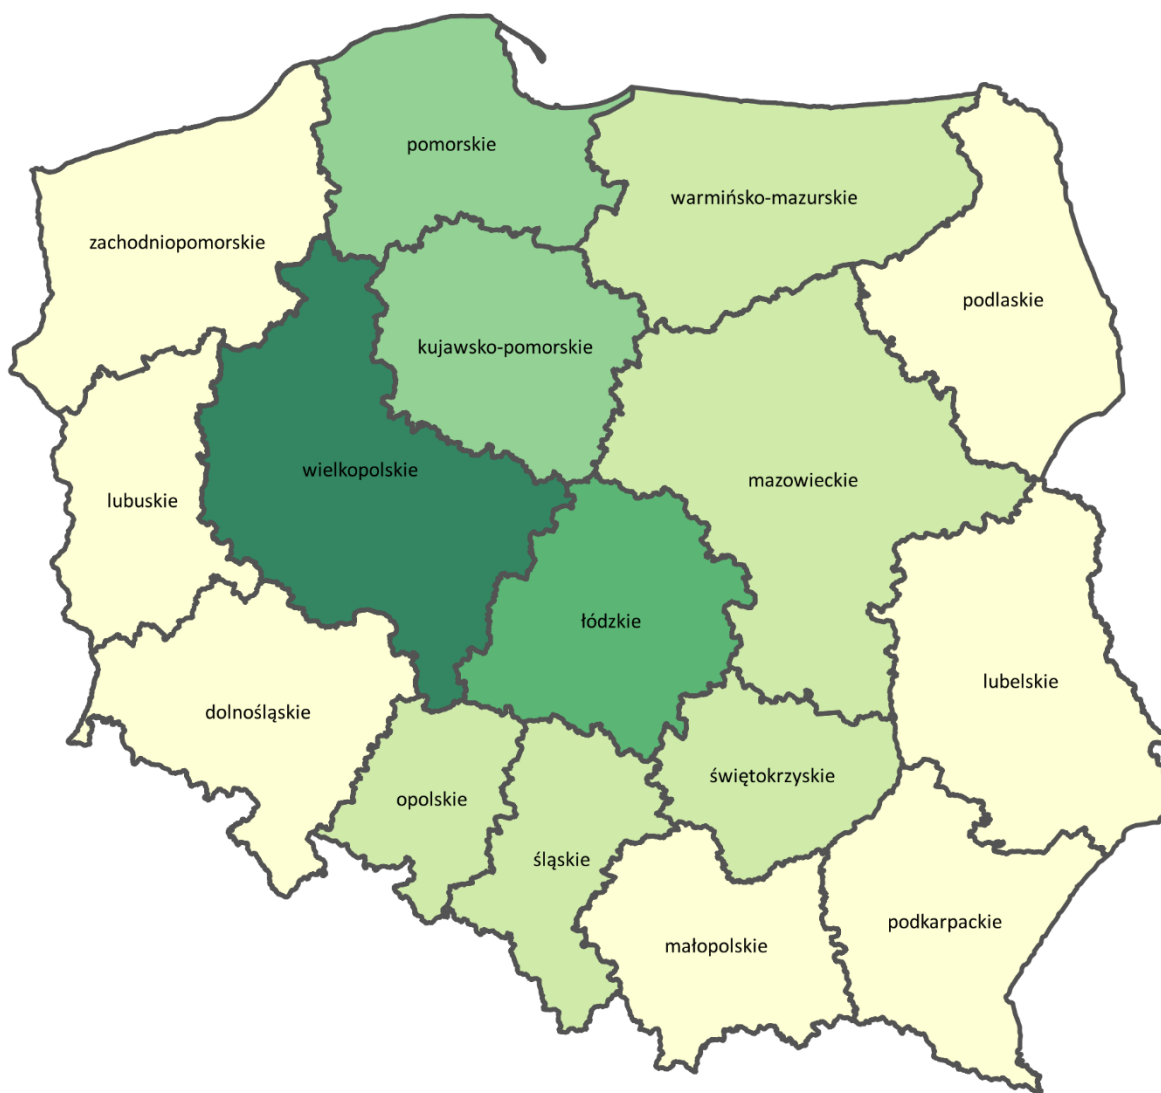 pomorskie
warmińsko-mazurskie
zachodniopomorskie
podlaskie
kujawsko-pomorskie
wielkopolskie
mazowieckie
lubuskie
łódzkie
lubelskie
dolnośląskie
świętokrzyskie
opolskie
śląskie
podkarpackie
małopolskie